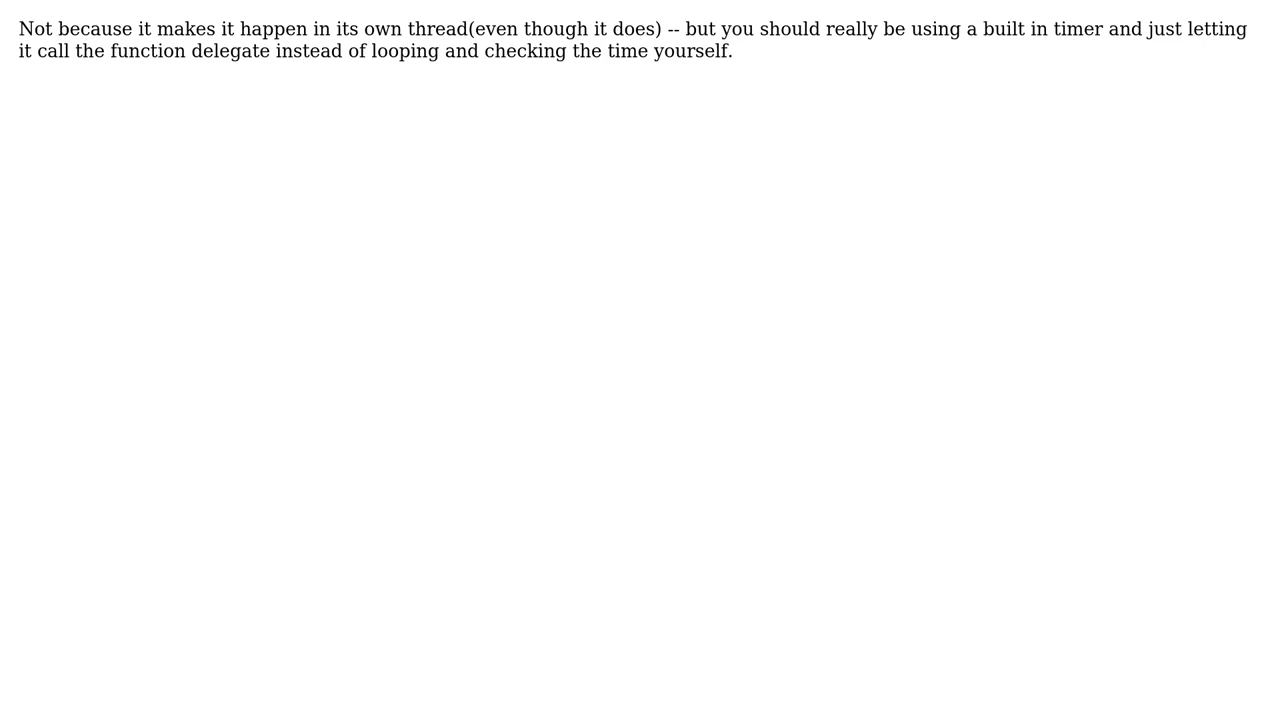 Not because it makes it happen in its own thread(even though it does) -- but you should really be using a built in timer and just letting
it call the function delegate instead of looping and checking the time yourself.